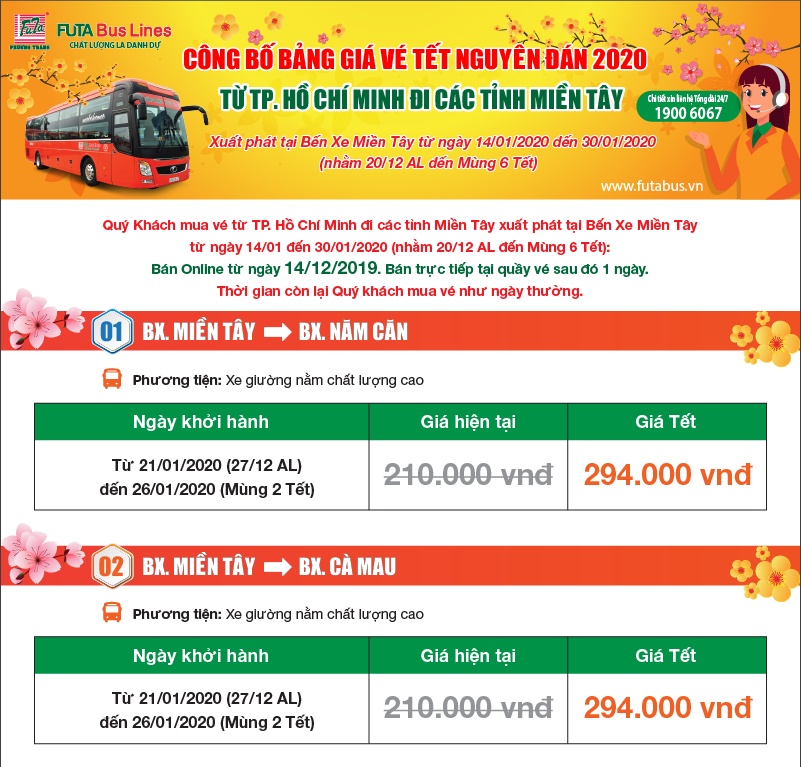 FUTA
PHƯƠNG TRANG
FUTA Bus Lines
CHẤT LƯỢNG LÀ DANH DỰ
CÔNG BỐ BẢNG GIÁ VÉ TẾT NGUYÊN ĐÁN 2020
TỪ TP. HỒ CHÍ MINH ĐI CÁC TỈNH MIỀN TÂY
Chi tiết xin liên hệ Tổng đài 24/7
1900 6067
Xuất phát tại Bến Xe Miền Tây từ ngày 14/01/2020 đến 30/01/2020
(nhằm 20/12 AL đến Mùng 6 Tết)
www.futabus.vn
Quý Khách mua vé từ TP. Hồ Chí Minh đi các tỉnh Miền Tây xuất phát tại Bến Xe Miền Tây
từ ngày 14/01 đến 30/01/2020 (nhằm 20/12 AL đến Mùng 6 Tết):
Bán Online từ ngày 14/12/2019. Bán trực tiếp tại quầy vé sau đó 1 ngày.
Thời gian còn lại Quý khách mua vé như ngày thường.
01 BX. MIỀN TÂY ➡ BX. NĂM CĂN
Phương tiện: Xe giường nằm chất lượng cao
Ngày khởi hành Giá hiện tại Giá Tết
Từ 21/01/2020 (27/12 AL)
đến 26/01/2020 (Mùng 2 Tết)
210.000 vnđ 294.000 vnđ
02 BX. MIỀN TÂY ➡ BX. CÀ MAU
Phương tiện: Xe giường nằm chất lượng cao
Ngày khởi hành Giá hiện tại Giá Tết
Từ 21/01/2020 (27/12 AL)
đến 26/01/2020 (Mùng 2 Tết)
210.000 vnđ 294.000 vnđ